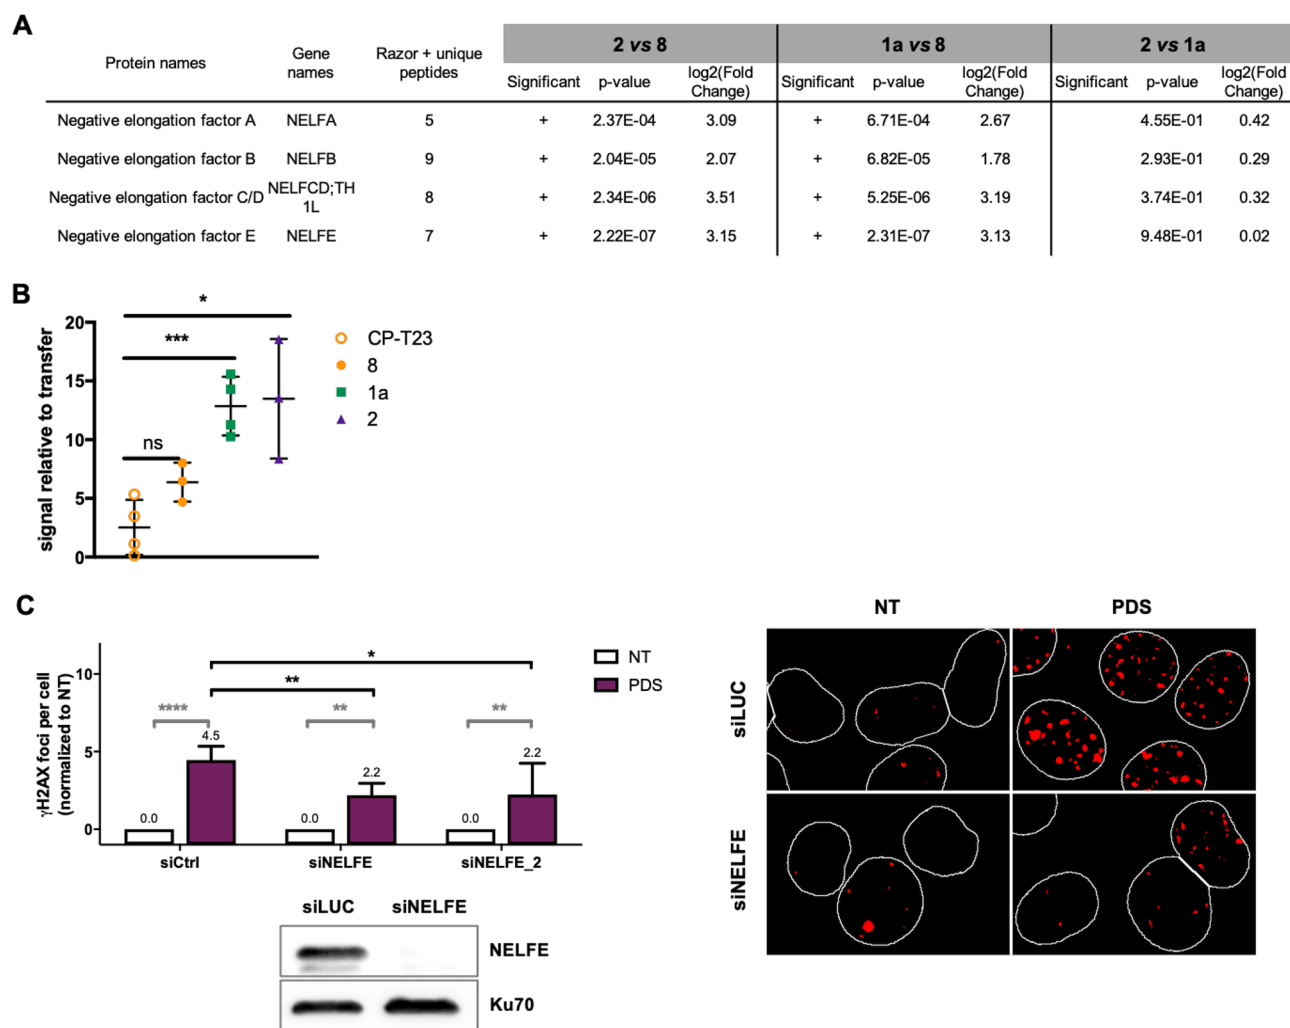 A
2 vs 8 1a vs 8 2 vs 1a
Protein names Gene names Razor + unique peptides Significant p-value log2(Fold Change) Significant p-value log2(Fold Change) Significant p-value log2(Fold Change)
Negative elongation factor A NELFA 5 + 2.37E-04 3.09 + 6.71E-04 2.67 4.55E-01 0.42
Negative elongation factor B NELFB 9 + 2.04E-05 2.07 + 6.82E-05 1.78 2.93E-01 0.29
Negative elongation factor C/D NELFCD;TH1L 8 + 2.34E-06 3.51 + 5.25E-06 3.19 3.74E-01 0.32
Negative elongation factor E NELFE 7 + 2.22E-07 3.15 + 2.31E-07 3.13 9.48E-01 0.02
B
signal relative to transfer
20
15
10
5
0
*
***
ns
CP-T23
8
1a
2
C
γH2AX foci per cell
(normalized to NT)
10
5
0
*
**
**** ** **
4.5
2.2
2.2
0.0 0.0 0.0
NT
PDS
siCtrl siNELFE siNELFE_2
siLUC siNELFE
NELFE
Ku70
NT PDS
siLUC
siNELFE